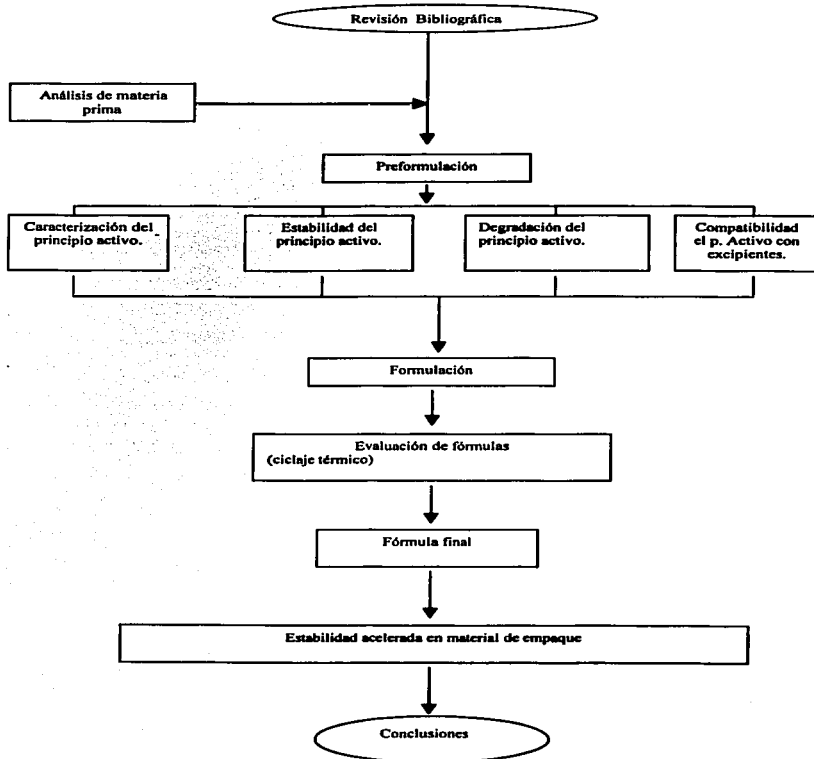 Revisión Bibliográfica
Análisis de materia
prima
Preformulación
Caracterización del
principio activo.
Estabilidad del
principio activo.
Degradación del
principio activo.
Compatibilidad
el p. Activo con
excipientes.
Formulación
Evaluación de fórmulas
(ciclaje térmico)
Fórmula final
Estabilidad acelerada en material de empaque
Conclusiones